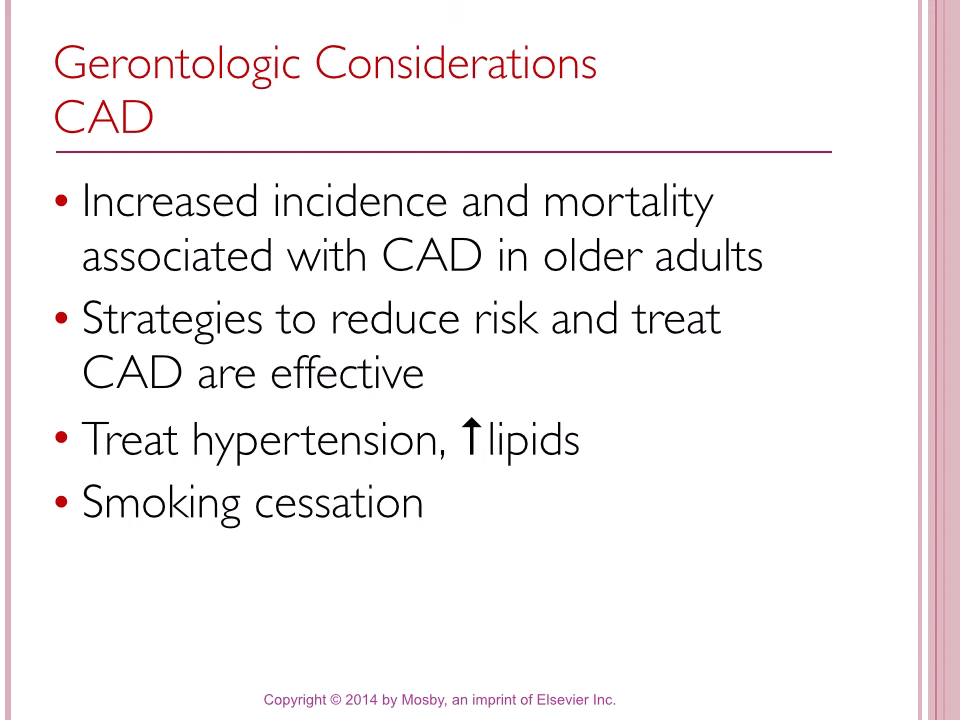 Gerontologic Considerations
CAD
• Increased incidence and mortality
associated with CAD in older adults
• Strategies to reduce risk and treat
CAD are effective
• Treat hypertension, ↑lipids
• Smoking cessation
Copyright © 2014 by Mosby, an imprint of Elsevier Inc.